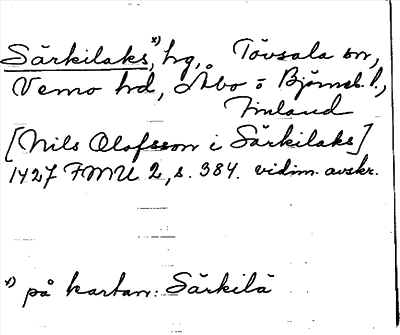 Särkilaks,*) hg, Tövsala sn,
Vemo hd, Åbo o Björneb. l.,
Finland
[Nils Olofsson i Särkilaks]
1427 FMU 2, s. 384. vidim. avskr.
*) på kartan: Särkilä